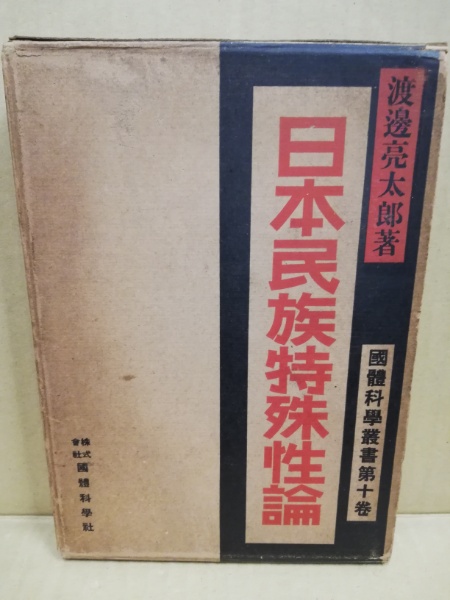 渡邊亮太郎著
日本民族特殊性論
國體科學叢書第十卷
株式會社
國體科學社